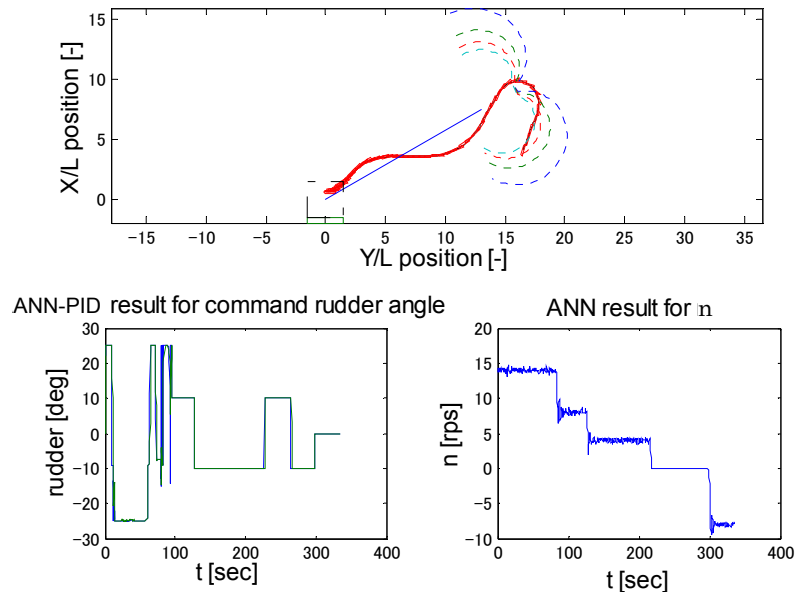 15
10
5
0
X/L position [-]
-15 -10 -5 0 5 10 15 20 25 30 35
Y/L position [-]
ANN-PID result for command rudder angle
30
20
10
0
-10
-20
-30
rudder [deg]
0 100 200 300 400
t [sec]
ANN result for n
20
15
10
5
0
-5
-10
n [rps]
0 100 200 300 400
t [sec]